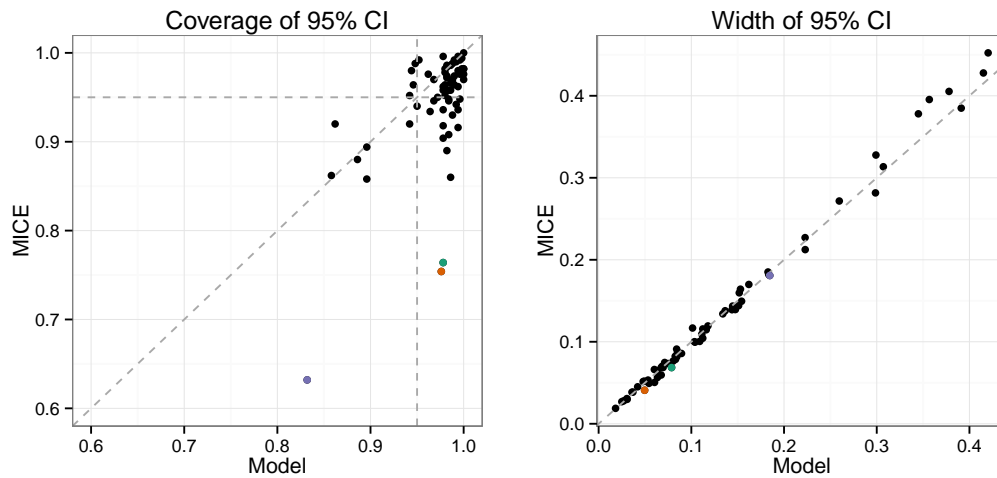 Coverage of 95% CI
1.0
0.9
0.8
0.7
0.6
MICE
0.6 0.7 0.8 0.9 1.0
Model
Width of 95% CI
0.4
0.3
0.2
0.1
0.0
MICE
0.0 0.1 0.2 0.3 0.4
Model